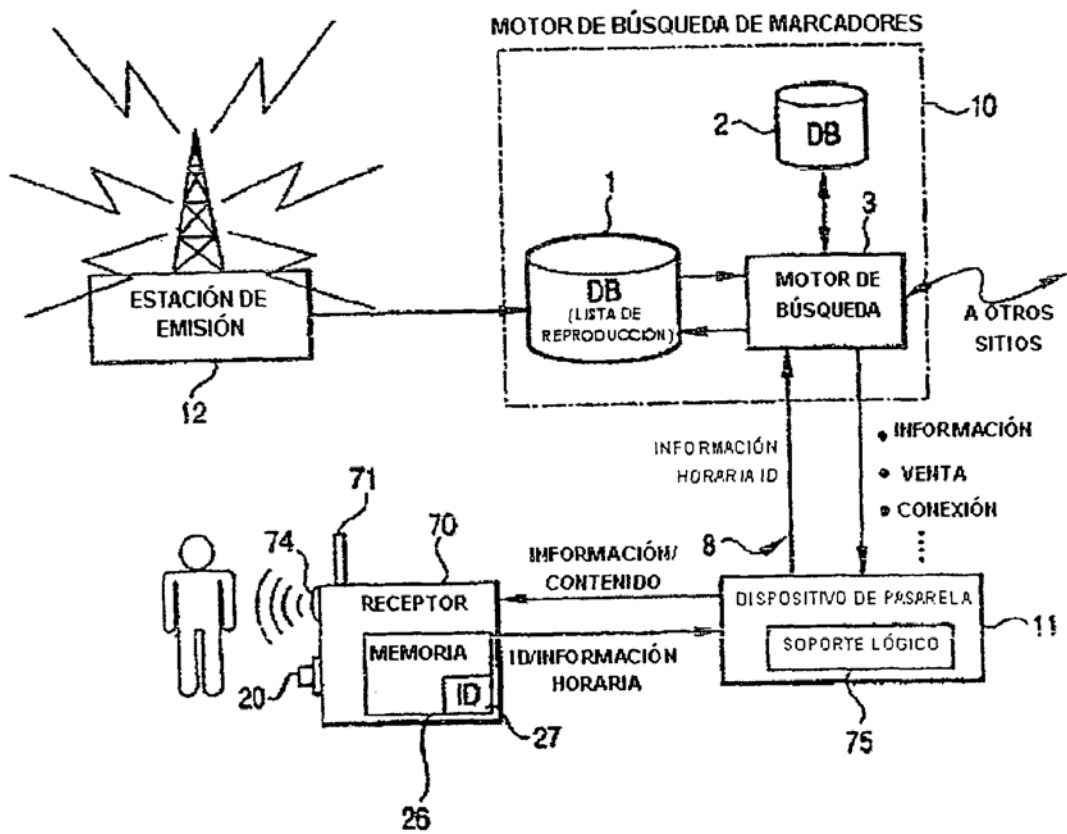 MOTOR DE BÚSQUEDA DE MARCADORES
10
2
DB
1
3
DB
(LISTA DE
REPRODUCCIÓN)
MOTOR DE
BÚSQUEDA
A OTROS
SITIOS
ESTACIÓN DE
EMISIÓN
12
INFORMACIÓN
HORARIA ID
• INFORMACIÓN
• VENTA
• CONEXIÓN
8
71
74
70
INFORMACIÓN/
CONTENIDO
RECEPTOR
MEMORIA
ID
ID/INFORMACIÓN
HORARIA
20
27
26
DISPOSITIVO DE PASARELA
SOPORTE LÓGICO
11
75